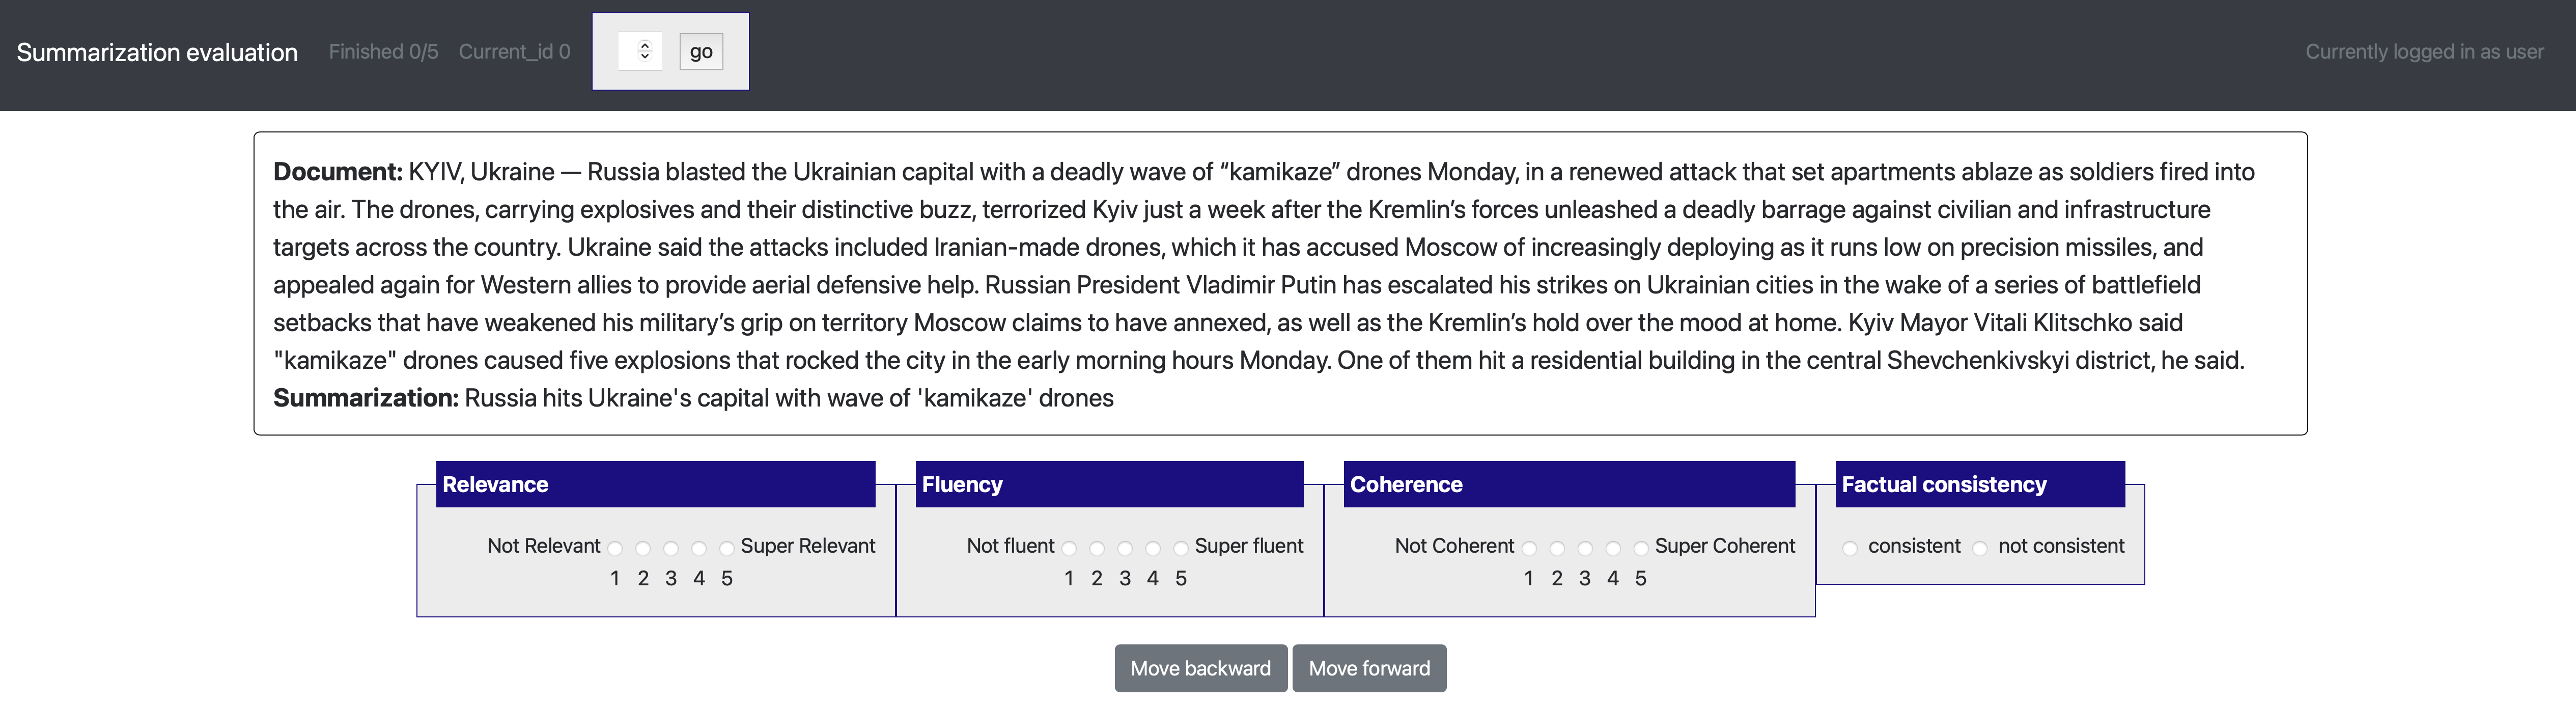 Summarization evaluation Finished 0/5 Current_id 0 go Currently logged in as user
Document: KYIV, Ukraine — Russia blasted the Ukrainian capital with a deadly wave of “kamikaze” drones Monday, in a renewed attack that set apartments ablaze as soldiers fired into
the air. The drones, carrying explosives and their distinctive buzz, terrorized Kyiv just a week after the Kremlin’s forces unleashed a deadly barrage against civilian and infrastructure
targets across the country. Ukraine said the attacks included Iranian-made drones, which it has accused Moscow of increasingly deploying as it runs low on precision missiles, and
appealed again for Western allies to provide aerial defensive help. Russian President Vladimir Putin has escalated his strikes on Ukrainian cities in the wake of a series of battlefield
setbacks that have weakened his military’s grip on territory Moscow claims to have annexed, as well as the Kremlin’s hold over the mood at home. Kyiv Mayor Vitali Klitschko said
"kamikaze" drones caused five explosions that rocked the city in the early morning hours Monday. One of them hit a residential building in the central Shevchenkivskyi district, he said.
Summarization: Russia hits Ukraine's capital with wave of 'kamikaze' drones
Relevance Fluency Coherence Factual consistency
Not Relevant Super Relevant Not fluent Super fluent Not Coherent Super Coherent consistent not consistent
1 2 3 4 5 1 2 3 4 5 1 2 3 4 5
Move backward Move forward